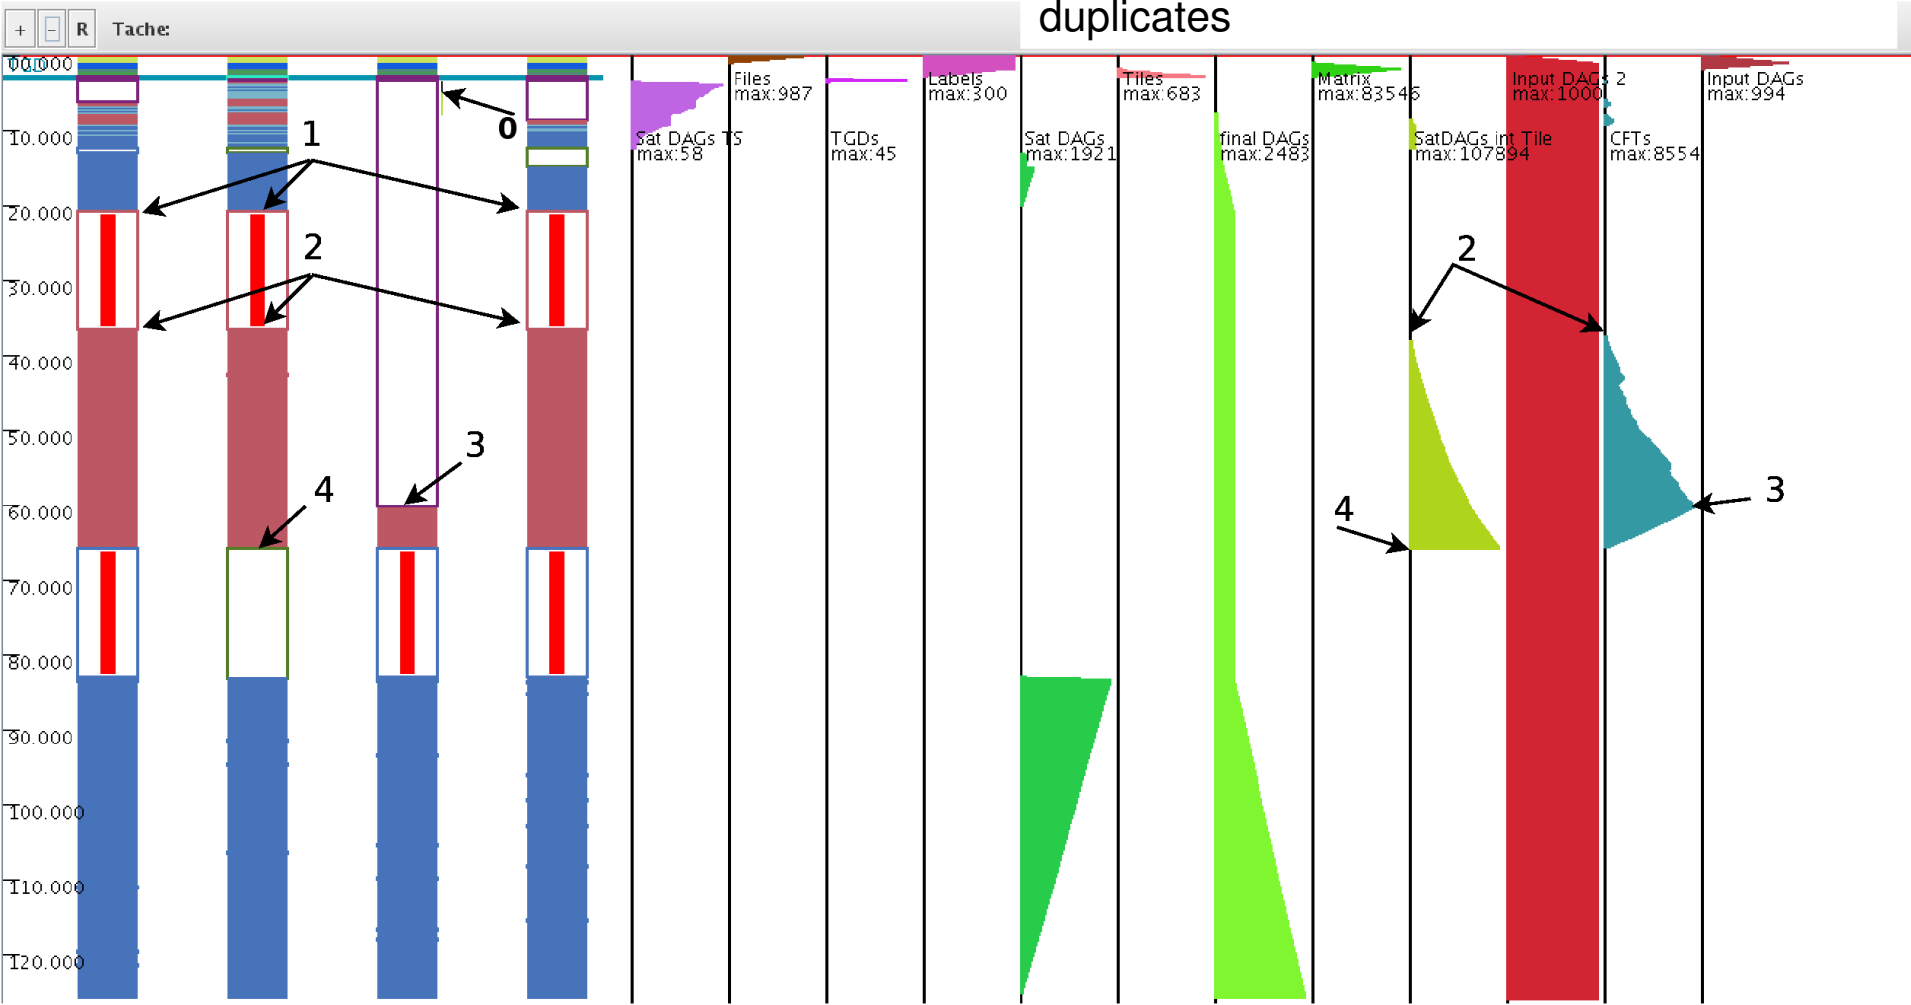 duplicates
+ - R Tache:
TGD
00.000
Files
max:987
Labels
max:300
Tiles
max:683
Matrix
max:83546
Input DAGs 2
max:1000
Input DAGs
max:994
Sat DAGs TS
max:58
TGDs
max:45
Sat DAGs
max:1921
final DAGs
max:2483
SatDAGs int Tile
max:107894
CFTs
max:8554
0
10.000
1
20.000
2
2
30.000
40.000
50.000
3
4
3
60.000
4
70.000
80.000
90.000
100.000
110.000
120.000